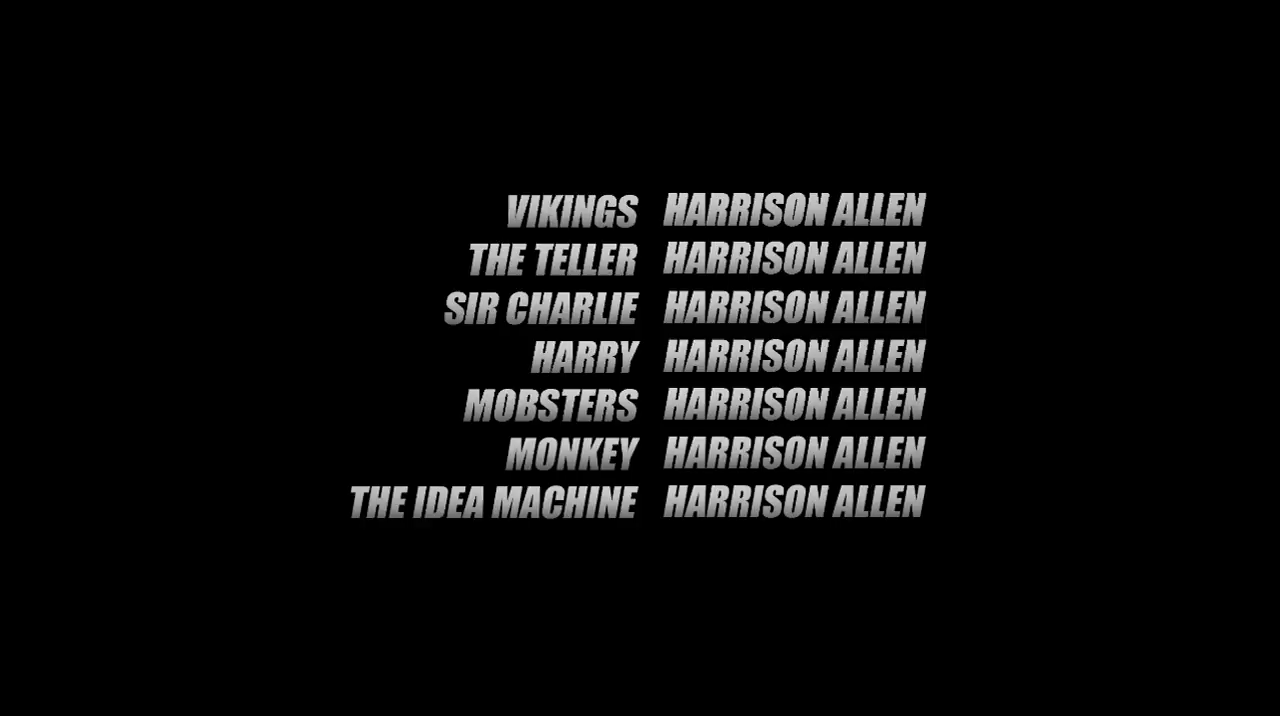 VIKINGS HARRISON ALLEN
THE TELLER HARRISON ALLEN
SIR CHARLIE HARRISON ALLEN
HARRY HARRISON ALLEN
MOBSTERS HARRISON ALLEN
MONKEY HARRISON ALLEN
THE IDEA MACHINE HARRISON ALLEN